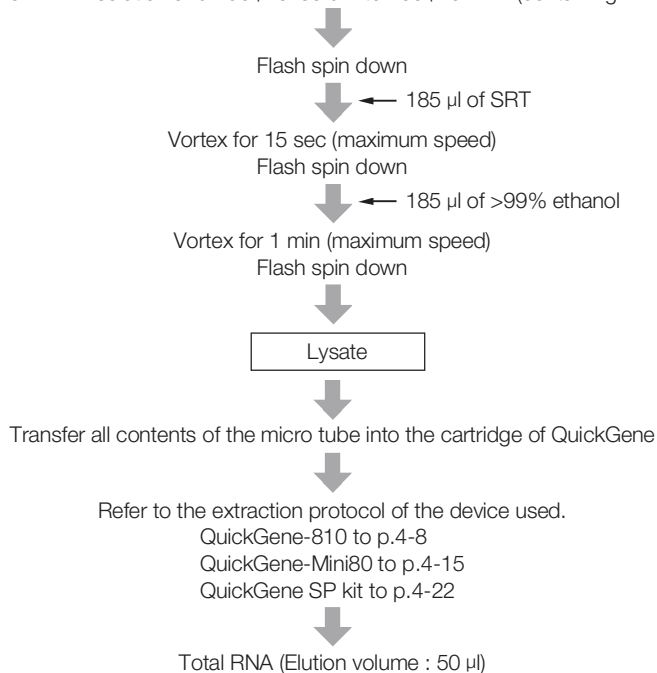 Flash spin down
185 µl of SRT
Vortex for 15 sec (maximum speed)
Flash spin down
185 µl of >99% ethanol
Vortex for 1 min (maximum speed)
Flash spin down
Lysate
Transfer all contents of the micro tube into the cartridge of QuickGene
Refer to the extraction protocol of the device used.
QuickGene-810 to p.4-8
QuickGene-Mini80 to p.4-15
QuickGene SP kit to p.4-22
Total RNA (Elution volume : 50 µl)